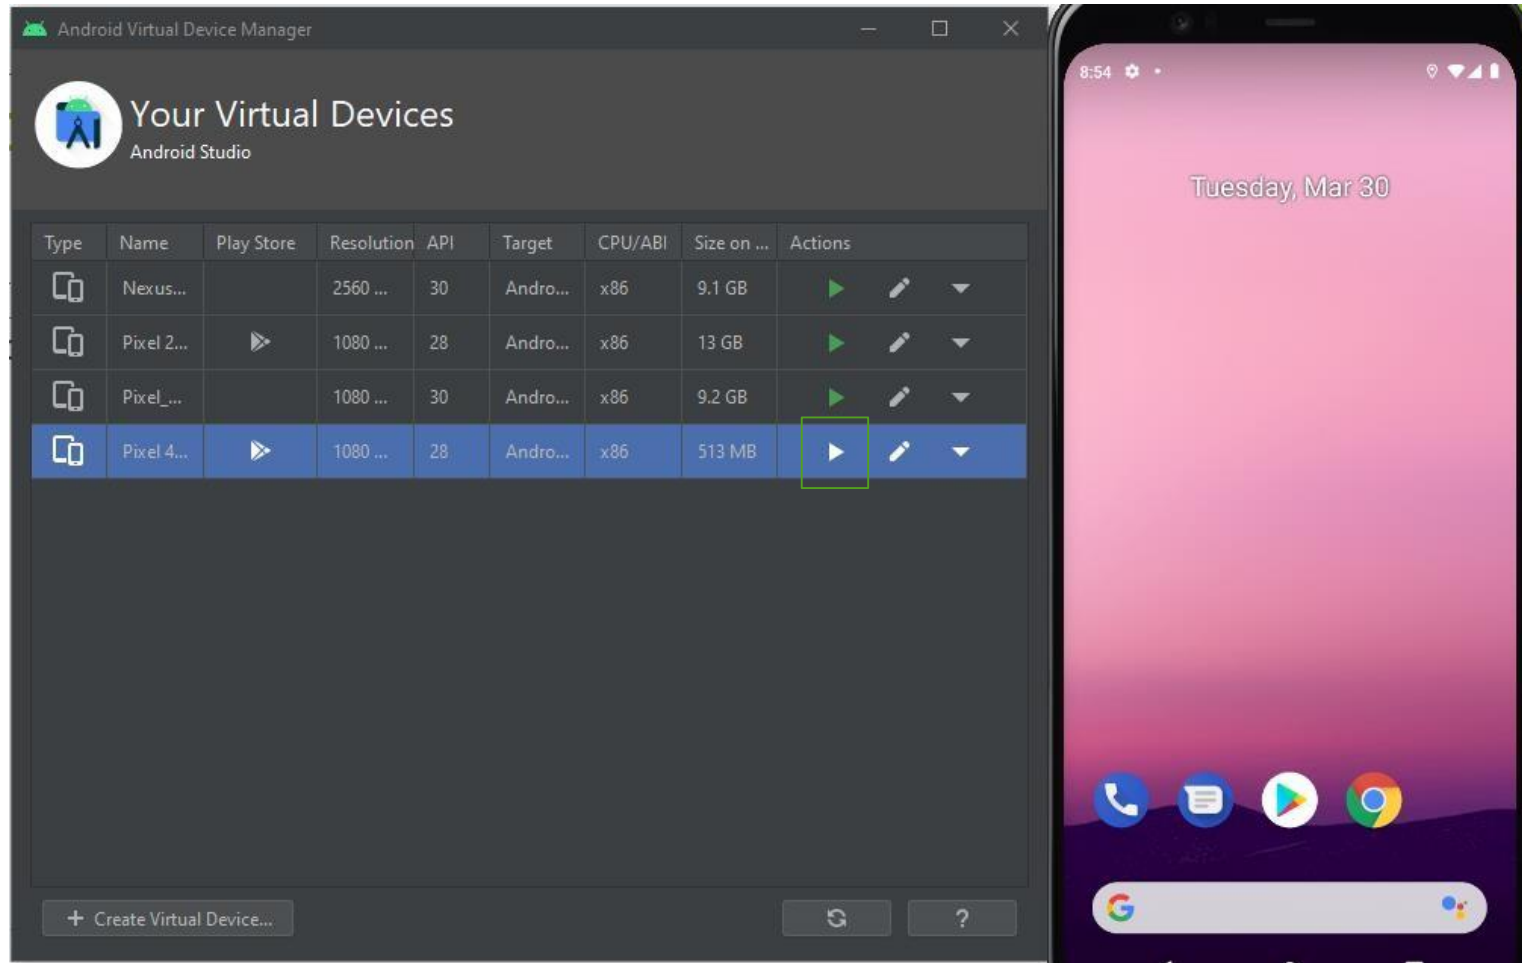 Android Virtual Device Manager
Your Virtual Devices
Android Studio
Type Name Play Store Resolution API Target CPU/ABI Size on ... Actions
Nexus... 2560 ... 30 Andro... x86 9.1 GB
Pixel 2... 1080 ... 28 Andro... x86 13 GB
Pixel_... 1080 ... 30 Andro... x86 9.2 GB
Pixel 4... 1080 ... 28 Andro... x86 513 MB
+ Create Virtual Device...
?
8:54
Tuesday, Mar 30